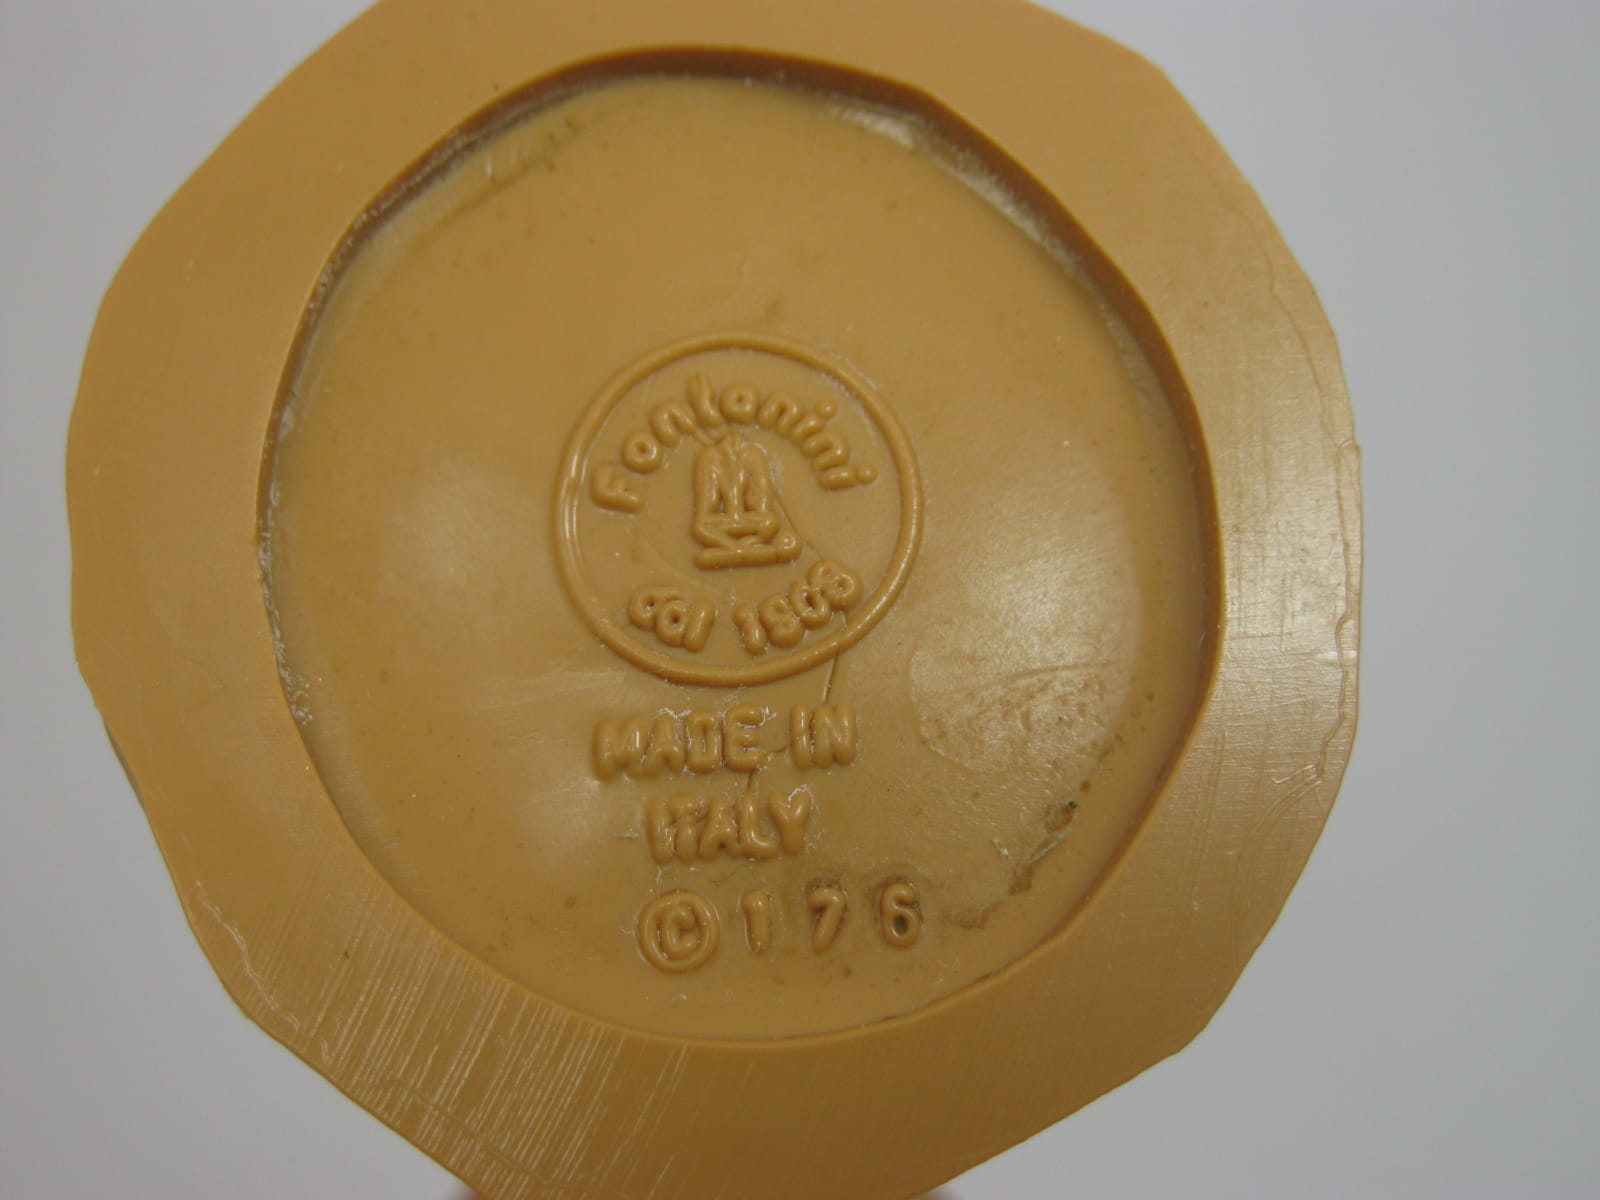 Fontanini
dal 1908
MADE IN
ITALY
© 176